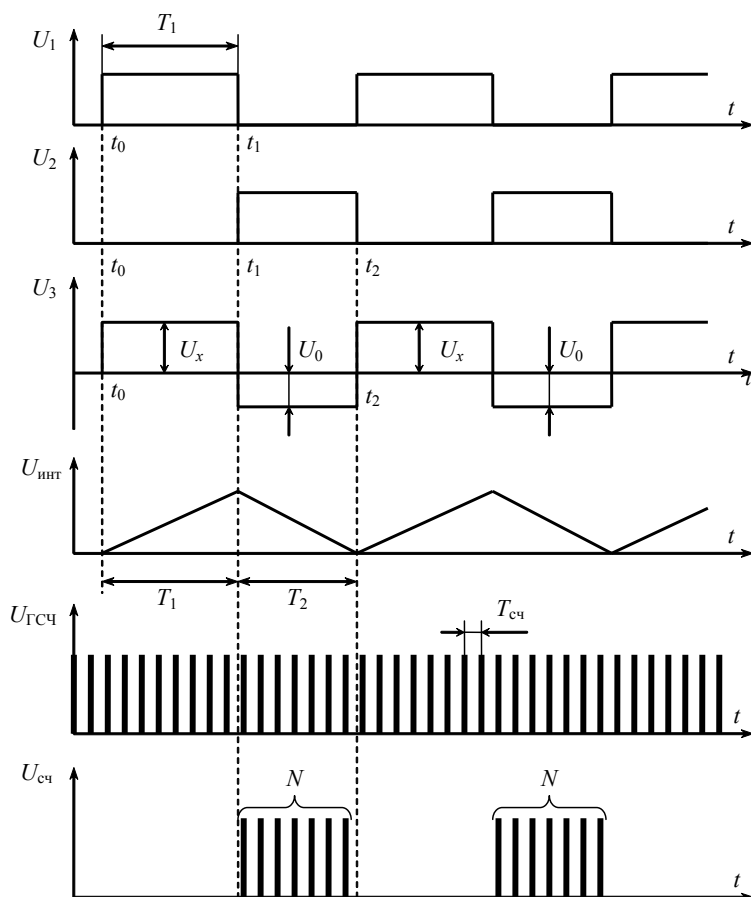 T₁
U₁
t
t₀ t₁
U₂
t
t₀ t₁ t₂
U₃
t
Uₓ U₀ Uₓ U₀
t
t₀ t₂
Uинт
t
T₁ T₂
Tсч
UГСЧ
t
Uсч
N N
t